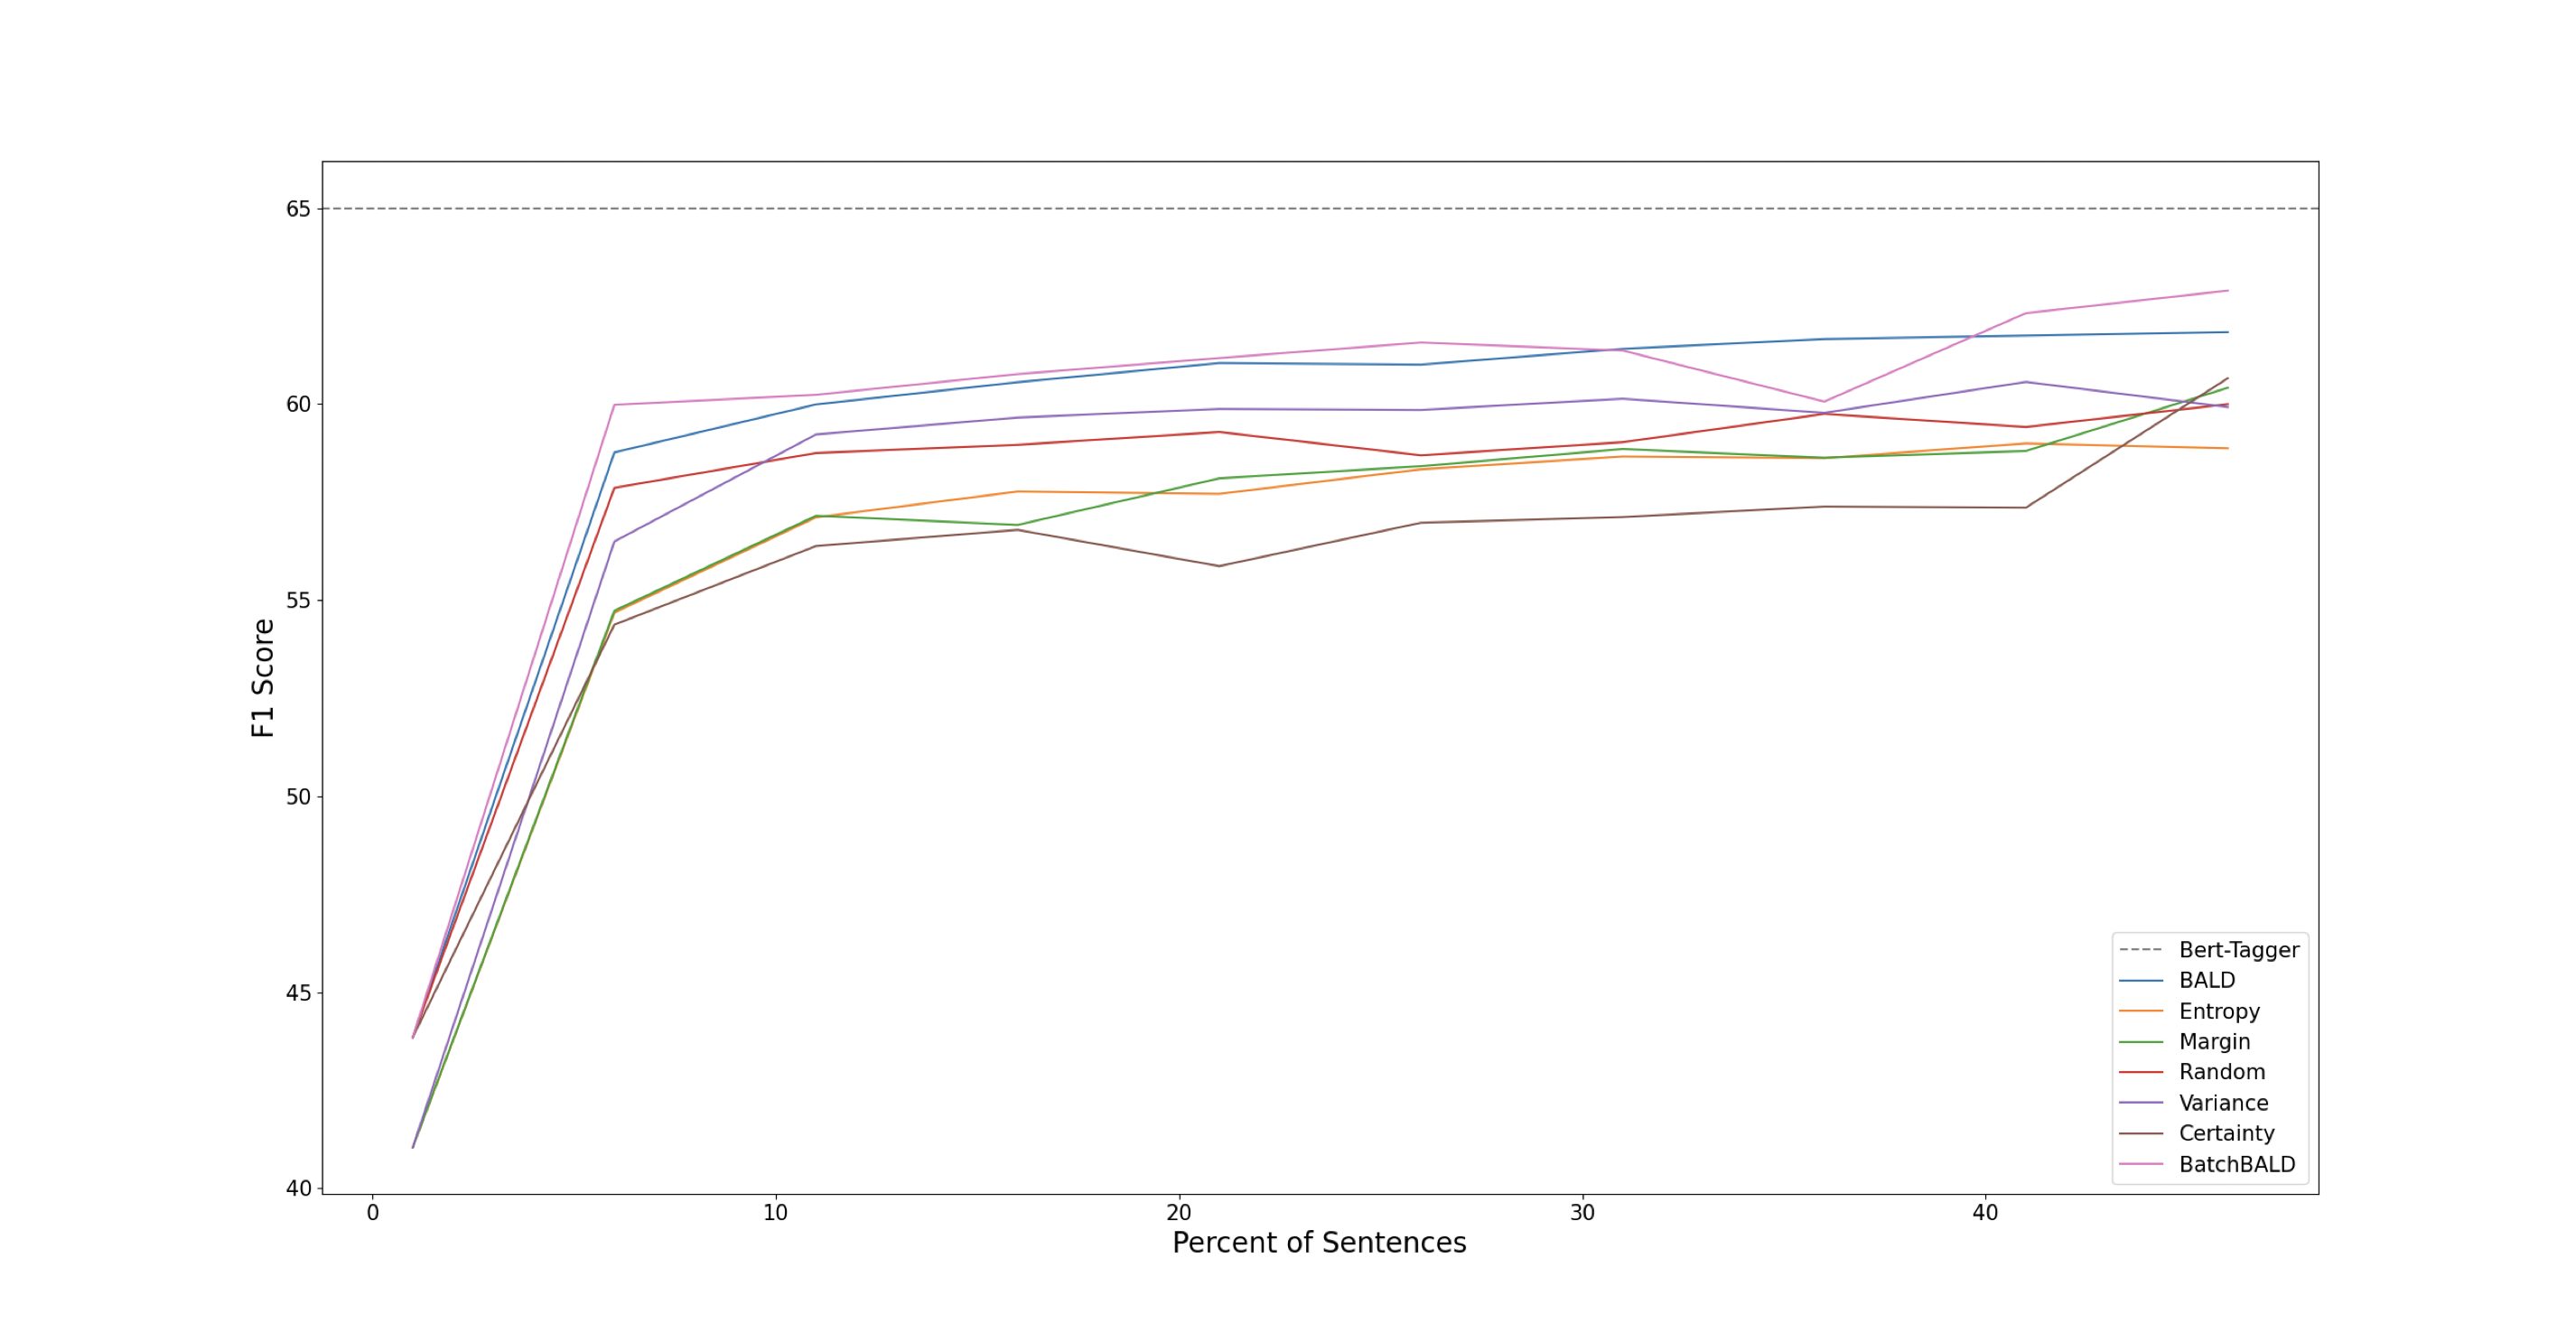 65
60
55
50
45
40
F1 Score
0 10 20 30 40
Percent of Sentences
Bert-Tagger
BALD
Entropy
Margin
Random
Variance
Certainty
BatchBALD